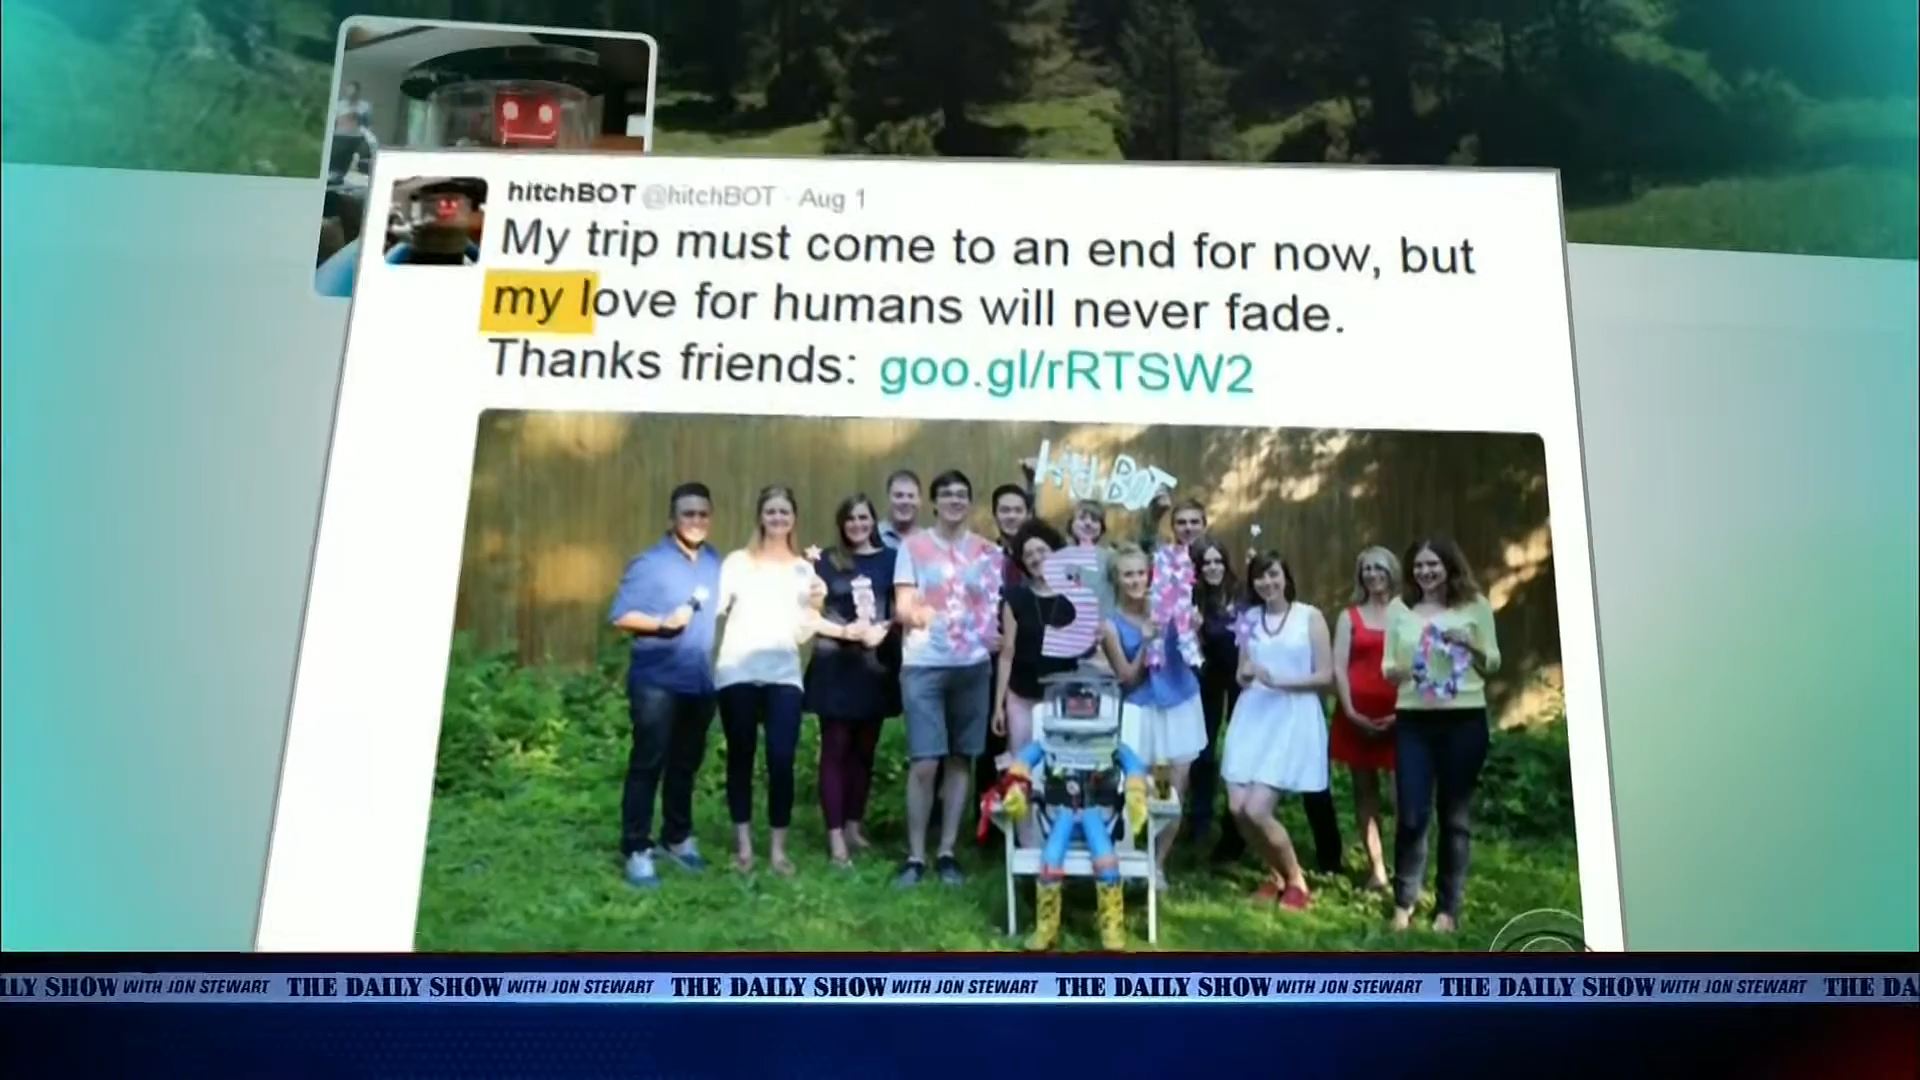 hitchBOT @hitchBOT · Aug 1
My trip must come to an end for now, but
my love for humans will never fade.
Thanks friends: goo.gl/rRTSW2
HitchBOT
S
THE DAILY SHOW WITH JON STEWART THE DAILY SHOW WITH JON STEWART THE DAILY SHOW WITH JON STEWART THE DAILY SHOW WITH JON STEWART